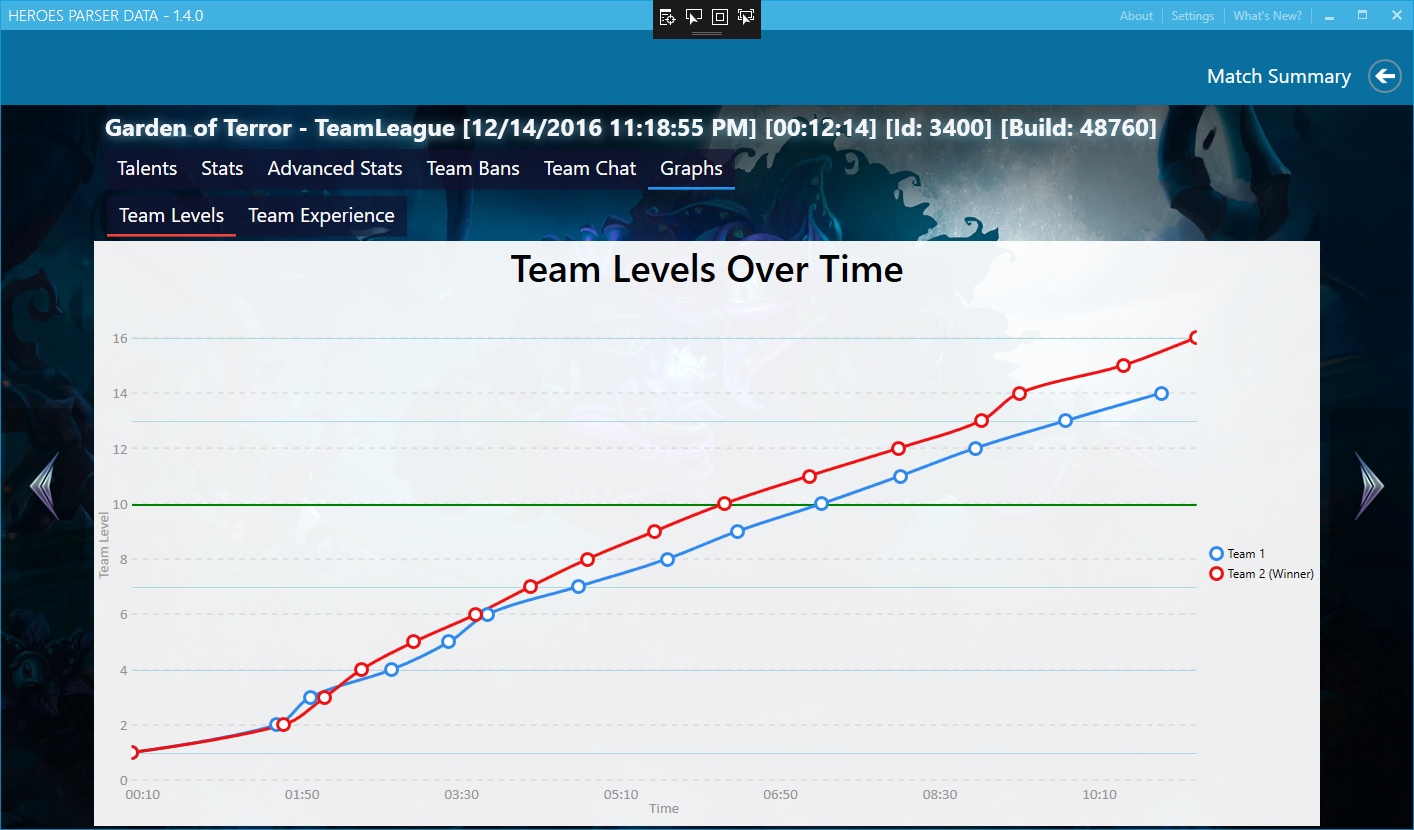 HEROES PARSER DATA - 1.4.0
About Settings What's New?
Match Summary
Garden of Terror - TeamLeague [12/14/2016 11:18:55 PM] [00:12:14] [Id: 3400] [Build: 48760]
Talents Stats Advanced Stats Team Bans Team Chat Graphs
Team Levels Team Experience
Team Levels Over Time
16
14
12
10
8
6
4
2
0
Team Level
00:10 01:50 03:30 05:10 06:50 08:30 10:10
Time
Team 1
Team 2 (Winner)